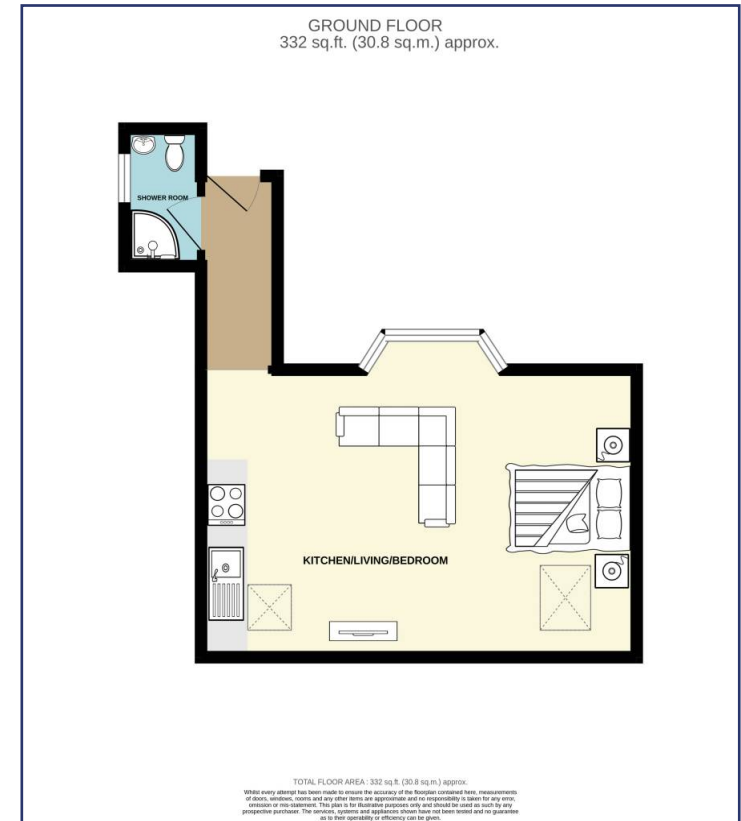 GROUND FLOOR
332 sq.ft. (30.8 sq.m.) approx.
SHOWER ROOM
KITCHEN/LIVING/BEDROOM
TOTAL FLOOR AREA : 332 sq.ft. (30.8 sq.m.) approx.
Whilst every attempt has been made to ensure the accuracy of the floorplan contained here, measurements
of doors, windows, rooms and any other items are approximate and no responsibility is taken for any error,
omission or mis-statement. This plan is for illustrative purposes only and should be used as such by any
prospective purchaser. The services, systems and appliances shown have not been tested and no guarantee
as to their operability or efficiency can be given.